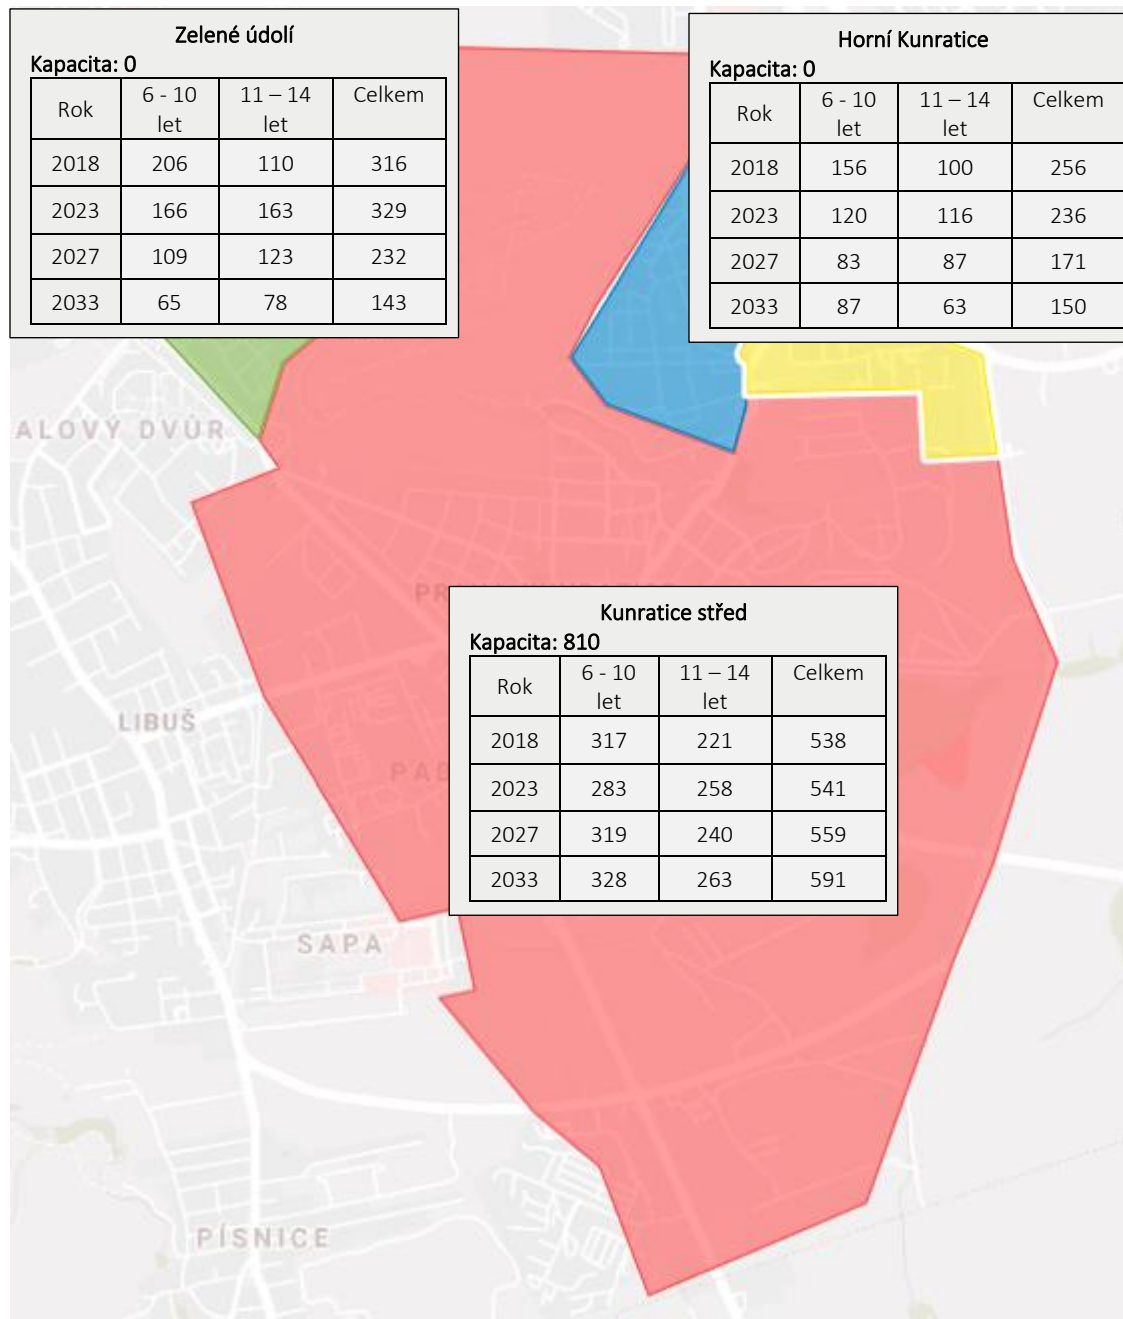 Zelené údolí
Kapacita: 0
Rok 6 - 10 let 11 – 14 let Celkem
2018 206 110 316
2023 166 163 329
2027 109 123 232
2033 65 78 143
Horní Kunratice
Kapacita: 0
Rok 6 - 10 let 11 – 14 let Celkem
2018 156 100 256
2023 120 116 236
2027 83 87 171
2033 87 63 150
ALOVÝ DVŮR
Kunratice střed
Kapacita: 810
Rok 6 - 10 let 11 – 14 let Celkem
2018 317 221 538
2023 283 258 541
2027 319 240 559
2033 328 263 591
LIBUŠ
PAB
SAPA
PÍSNICE